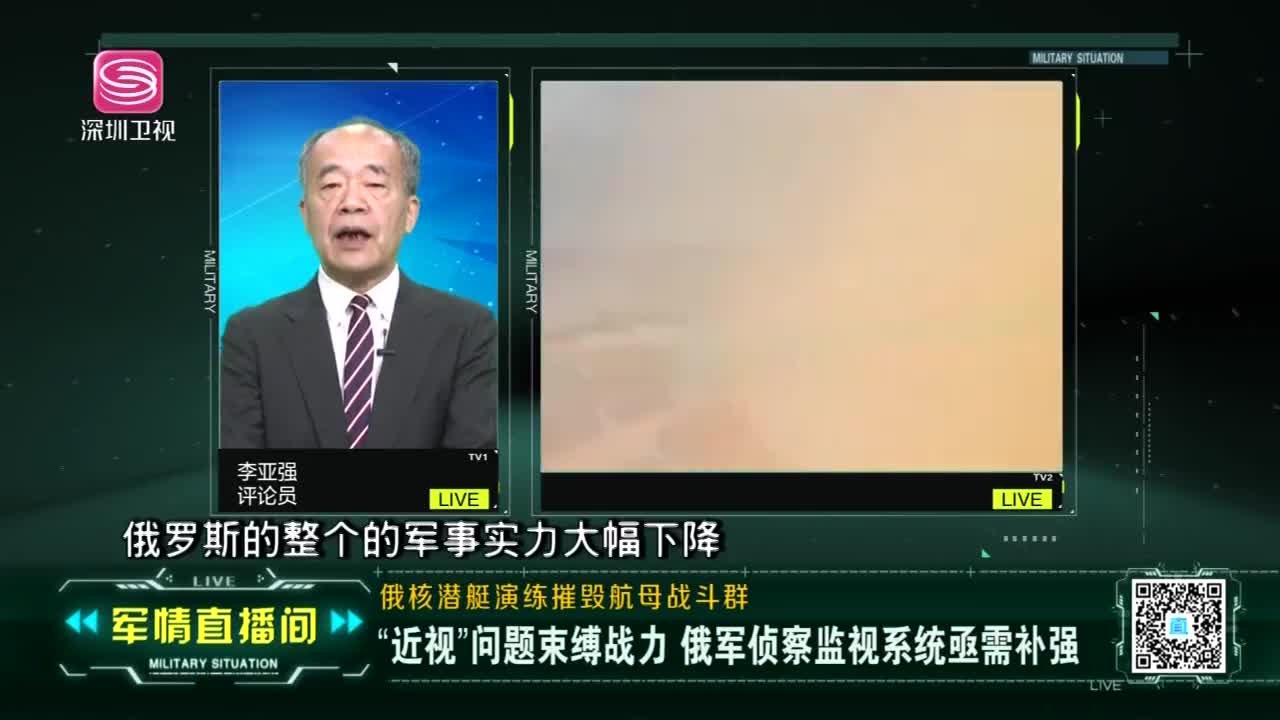 MILITARY SITUATION
深圳卫视
MILITARY
MILITARY
TV1
李亚强
评论员
LIVE
TV2
LIVE
俄罗斯的整个的军事实力大幅下降
LIVE
军情直播间
MILITARY SITUATION
俄核潜艇演练摧毁航母战斗群
“近视”问题束缚战力 俄军侦察监视系统亟需补强
直
LIVE